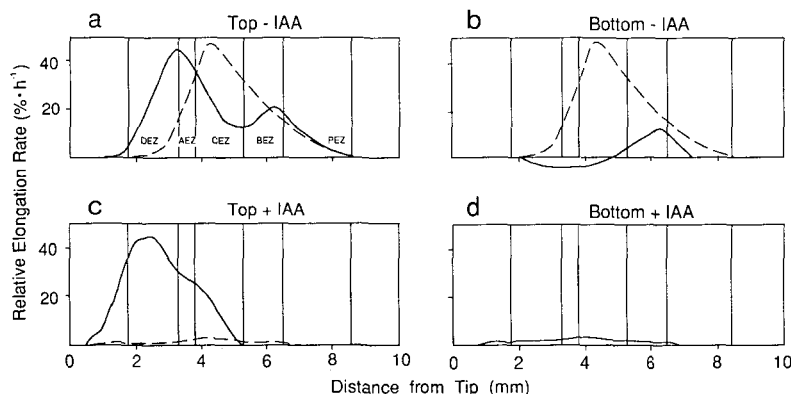 a Top - IAA
b Bottom - IAA
40
20
DEZ AEZ CEZ BEZ PEZ
c Top + IAA
d Bottom + IAA
40
20
0 2 4 6 8 10
0 2 4 6 8 10
Relative Elongation Rate (%·h⁻¹)
Distance from Tip (mm)